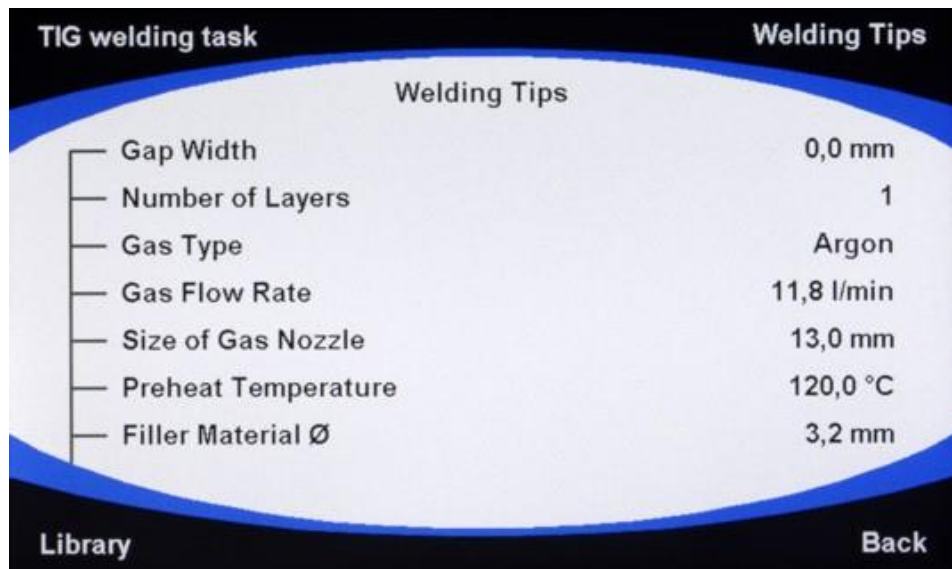 TIG welding task Welding Tips
Welding Tips
Gap Width 0,0 mm
Number of Layers 1
Gas Type Argon
Gas Flow Rate 11,8 l/min
Size of Gas Nozzle 13,0 mm
Preheat Temperature 120,0 °C
Filler Material Ø 3,2 mm
Library Back